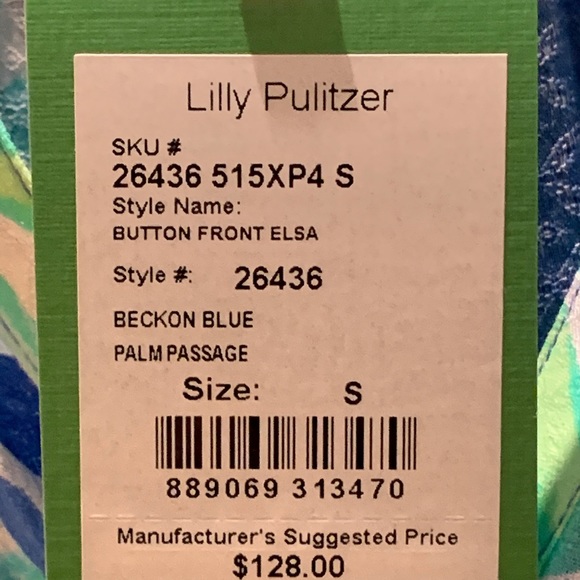 Lilly Pulitzer
SKU #
26436 515XP4 S
Style Name:
BUTTON FRONT ELSA
Style #: 26436
BECKON BLUE
PALM PASSAGE
Size: S
889069 313470
Manufacturer's Suggested Price
$128.00